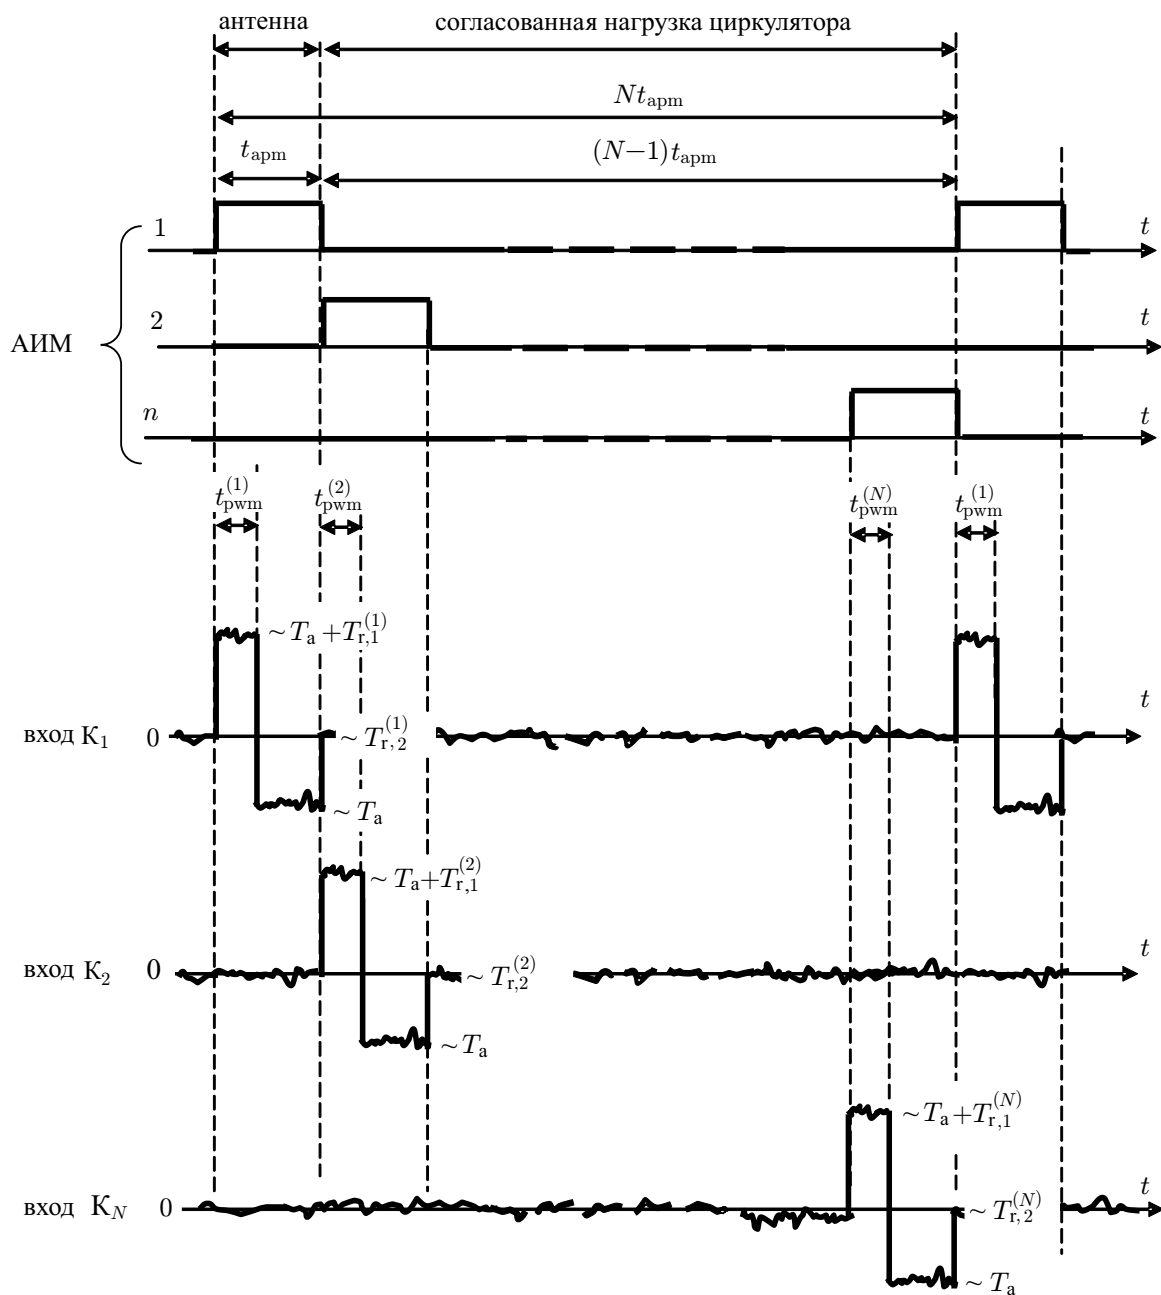 антенна согласованная нагрузка циркулятора
Nt_apm
t_apm (N−1)t_apm
1 t
2 t
АИМ
n t
t_pwm^(1) t_pwm^(2) t_pwm^(N) t_pwm^(1)
~ T_a + T_r,1^(1)
t
вход К_1 0 ~ T_r,2^(1)
~ T_a
~ T_a + T_r,1^(2)
t
вход К_2 0 ~ T_r,2^(2)
~ T_a
~ T_a + T_r,1^(N)
t
вход К_N 0 ~ T_r,2^(N)
~ T_a